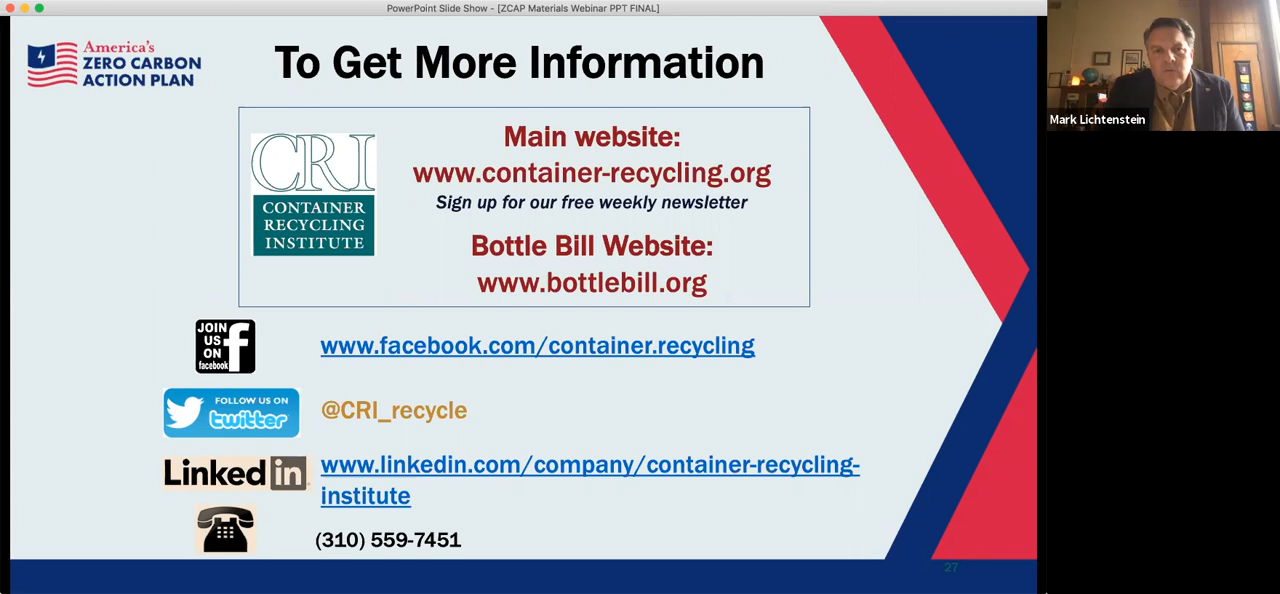 PowerPoint Slide Show - [ZCAP Materials Webinar PPT FINAL]
America's
ZERO CARBON
ACTION PLAN
To Get More Information
CRI
CONTAINER
RECYCLING
INSTITUTE
Main website:
www.container-recycling.org
Sign up for our free weekly newsletter
Bottle Bill Website:
www.bottlebill.org
JOIN
US
ON
facebook
www.facebook.com/container.recycling
FOLLOW US ON
twitter
@CRI_recycle
Linked in
www.linkedin.com/company/container-recycling-
institute
(310) 559-7451
27
Mark Lichtenstein